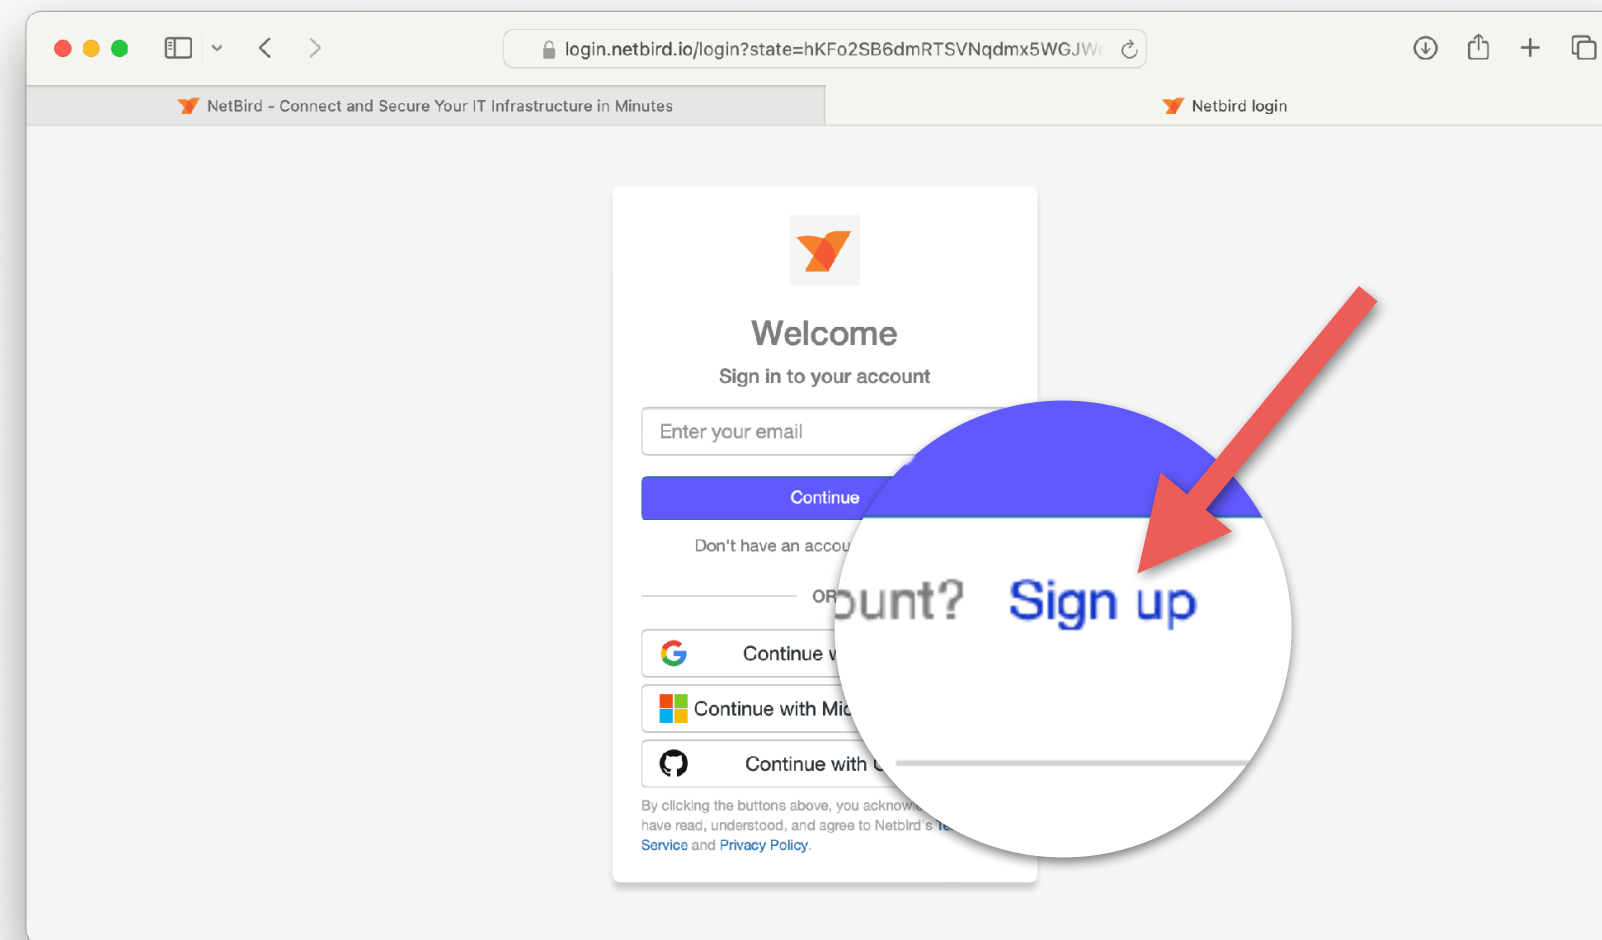 login.netbird.io/login?state=hKFo2SB6dmRTSVNqdmx5WGJW
NetBird - Connect and Secure Your IT Infrastructure in Minutes
Netbird login
Welcome
Sign in to your account
Enter your email
Continue
Don't have an accou
ount? Sign up
OR
Continue w
Continue with Mic
Continue with G
By clicking the buttons above, you acknow
have read, understood, and agree to Netbird's Te
Service and Privacy Policy.